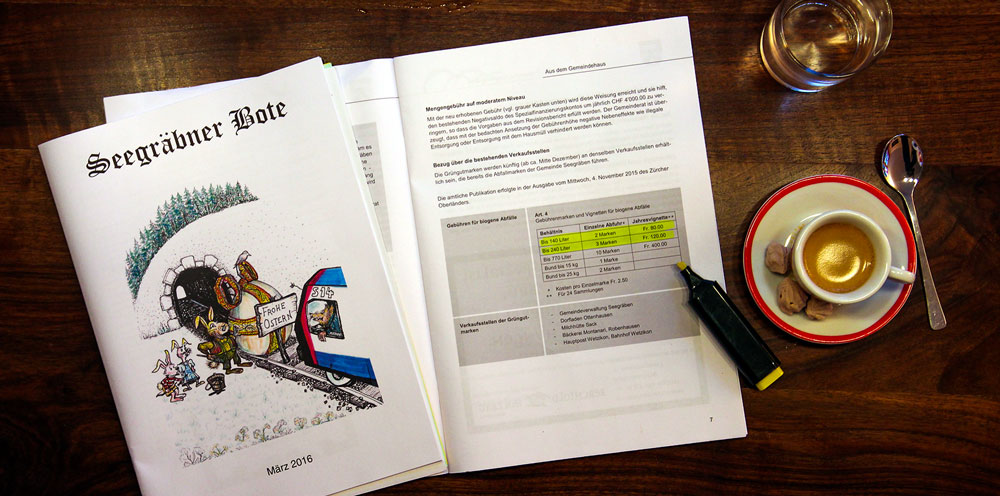 Seegräbner Bote
314
FROHE
OSTERN
März 2016
Aus dem Gemeindehaus
Mengengebühr auf moderatem Niveau
Mit der neu erhobenen Gebühr (vgl. grauer Kasten unten) wird diese Weisung erreicht und sie hilft,
den bestehenden Negativsaldo des Spezialfinanzierungskontos um jährlich CHF 4'000.00 zu ver-
ringern, so dass die Vorgaben aus dem Revisionsbericht erfüllt werden. Der Gemeinderat ist über-
zeugt, dass mit der bedachten Ansetzung der Gebührenhöhe negative Nebeneffekte wie illegale
Entsorgung oder Entsorgung mit dem Hausmüll verhindert werden können.
Bezug über die bestehenden Verkaufsstellen
Die Grüngutmarken werden künftig (ab ca. Mitte Dezember) an denselben Verkaufsstellen erhält-
lich sein, die bereits die Abfallmarken der Gemeinde Seegräben führen.
Die amtliche Publikation erfolgte in der Ausgabe vom Mittwoch, 4. November 2015 des Zürcher
Oberländers.
Gebühren für biogene Abfälle
Art. 4
Gebührenmarken und Vignetten für biogene Abfälle
Behältnis Einzelne Abfuhr+ Jahresvignette++
Bis 140 Liter 2 Marken Fr. 80.00
Bis 240 Liter 3 Marken Fr. 120.00
Bis 770 Liter 10 Marken Fr. 400.00
Bund bis 15 kg 1 Marke
Bund bis 25 kg 2 Marken
+ Kosten pro Einzelmarke Fr. 2.50
++ Für 24 Sammlungen
Verkaufsstellen der Grüngut-
marken
- Gemeindeverwaltung Seegräben
- Dorfladen Ottenhausen
- Milchhütte Sack
- Bäckerei Montanari, Robenhausen
- Hauptpost Wetzikon, Bahnhof Wetzikon
7